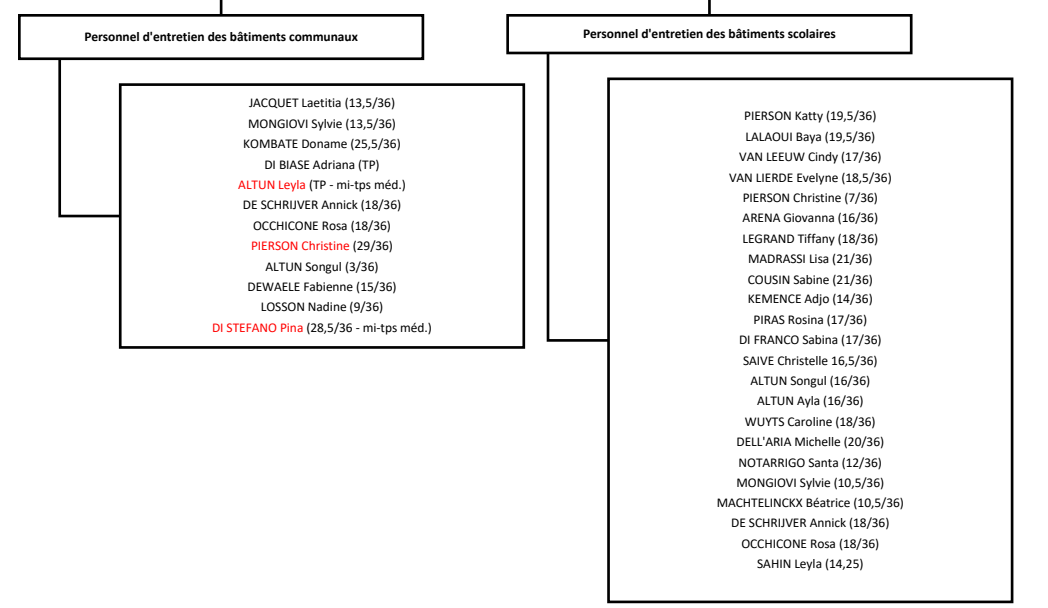 Personnel d'entretien des bâtiments communaux
JACQUET Laetitia (13,5/36)
MONGIOVI Sylvie (13,5/36)
KOMBATE Doname (25,5/36)
DI BIASE Adriana (TP)
ALTUN Leyla (TP - mi-tps méd.)
DE SCHRIJVER Annick (18/36)
OCCHICONE Rosa (18/36)
PIERSON Christine (29/36)
ALTUN Songul (3/36)
DEWAELE Fabienne (15/36)
LOSSON Nadine (9/36)
DI STEFANO Pina (28,5/36 - mi-tps méd.)
Personnel d'entretien des bâtiments scolaires
PIERSON Katty (19,5/36)
LALAOUI Baya (19,5/36)
VAN LEEUW Cindy (17/36)
VAN LIERDE Evelyne (18,5/36)
PIERSON Christine (7/36)
ARENA Giovanna (16/36)
LEGRAND Tiffany (18/36)
MADRASSI Lisa (21/36)
COUSIN Sabine (21/36)
KEMENCE Adjo (14/36)
PIRAS Rosina (17/36)
DI FRANCO Sabina (17/36)
SAIVE Christelle 16,5/36)
ALTUN Songul (16/36)
ALTUN Ayla (16/36)
WUYTS Caroline (18/36)
DELL'ARIA Michelle (20/36)
NOTARRIGO Santa (12/36)
MONGIOVI Sylvie (10,5/36)
MACHTELINCKX Béatrice (10,5/36)
DE SCHRIJVER Annick (18/36)
OCCHICONE Rosa (18/36)
SAHIN Leyla (14,25)